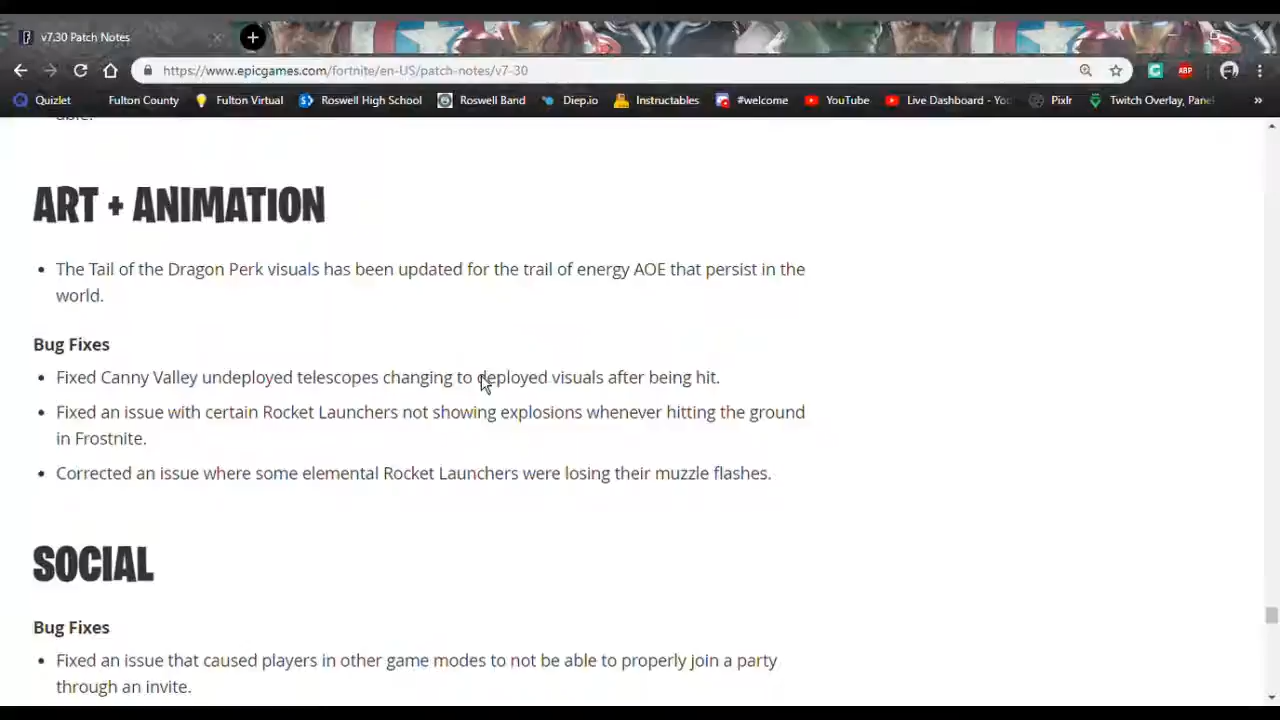 v7.30 Patch Notes
https://www.epicgames.com/fortnite/en-US/patch-notes/v7-30
Quizlet Fulton County Fulton Virtual Roswell High School Roswell Band Diep.io Instructables #welcome YouTube Live Dashboard - Yo Pixlr Twitch Overlay, Pane »
able.
ART + ANIMATION
• The Tail of the Dragon Perk visuals has been updated for the trail of energy AOE that persist in the
world.
Bug Fixes
• Fixed Canny Valley undeployed telescopes changing to deployed visuals after being hit.
• Fixed an issue with certain Rocket Launchers not showing explosions whenever hitting the ground
in Frostnite.
• Corrected an issue where some elemental Rocket Launchers were losing their muzzle flashes.
SOCIAL
Bug Fixes
• Fixed an issue that caused players in other game modes to not be able to properly join a party
through an invite.